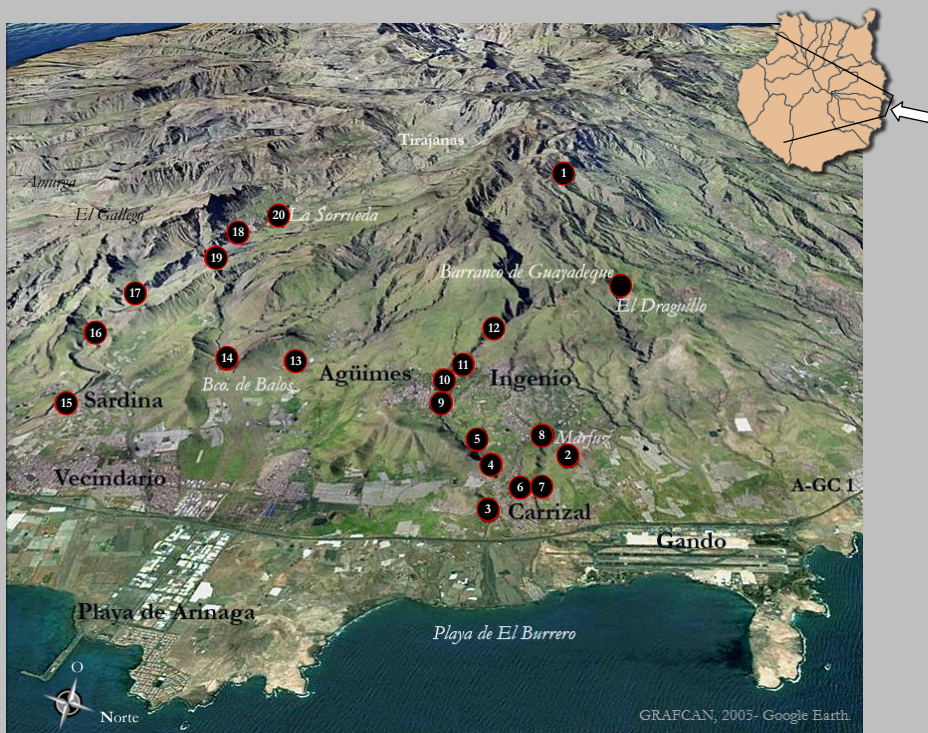 Tirajanas
1
Amurga
El Gallego
20
La Sorrueda
18
19
Barranco de Guayadeque
17
El Draguillo
16
12
14
13
Agüimes
11
10
Ingenio
Bco. de Balos
15
Sardina
9
5
8
Marfuz
2
4
Vecindario
6
7
A-GC 1
3
Carrizal
Gando
Playa de Arinaga
Playa de El Burrero
O
Norte
GRAFCAN, 2005- Google Earth.